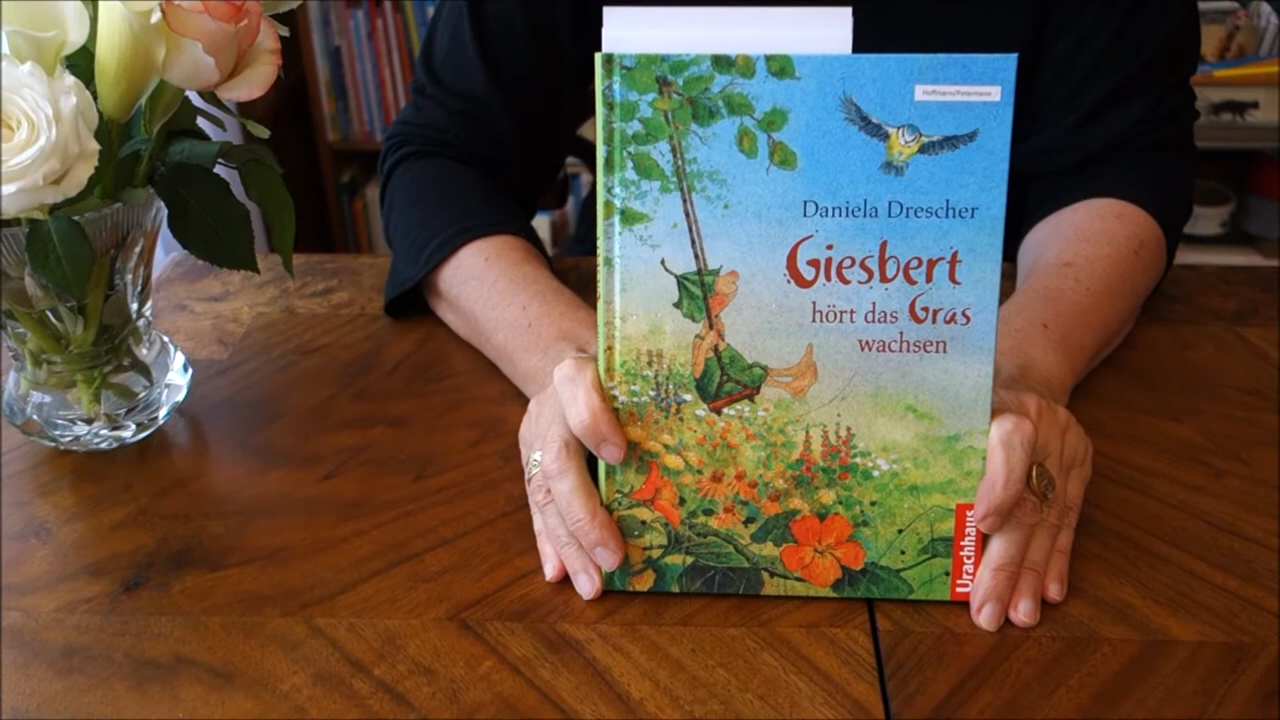 Hoffmann/Petermann
Daniela Drescher
Giesbert
hört das Gras
wachsen
Urachhaus